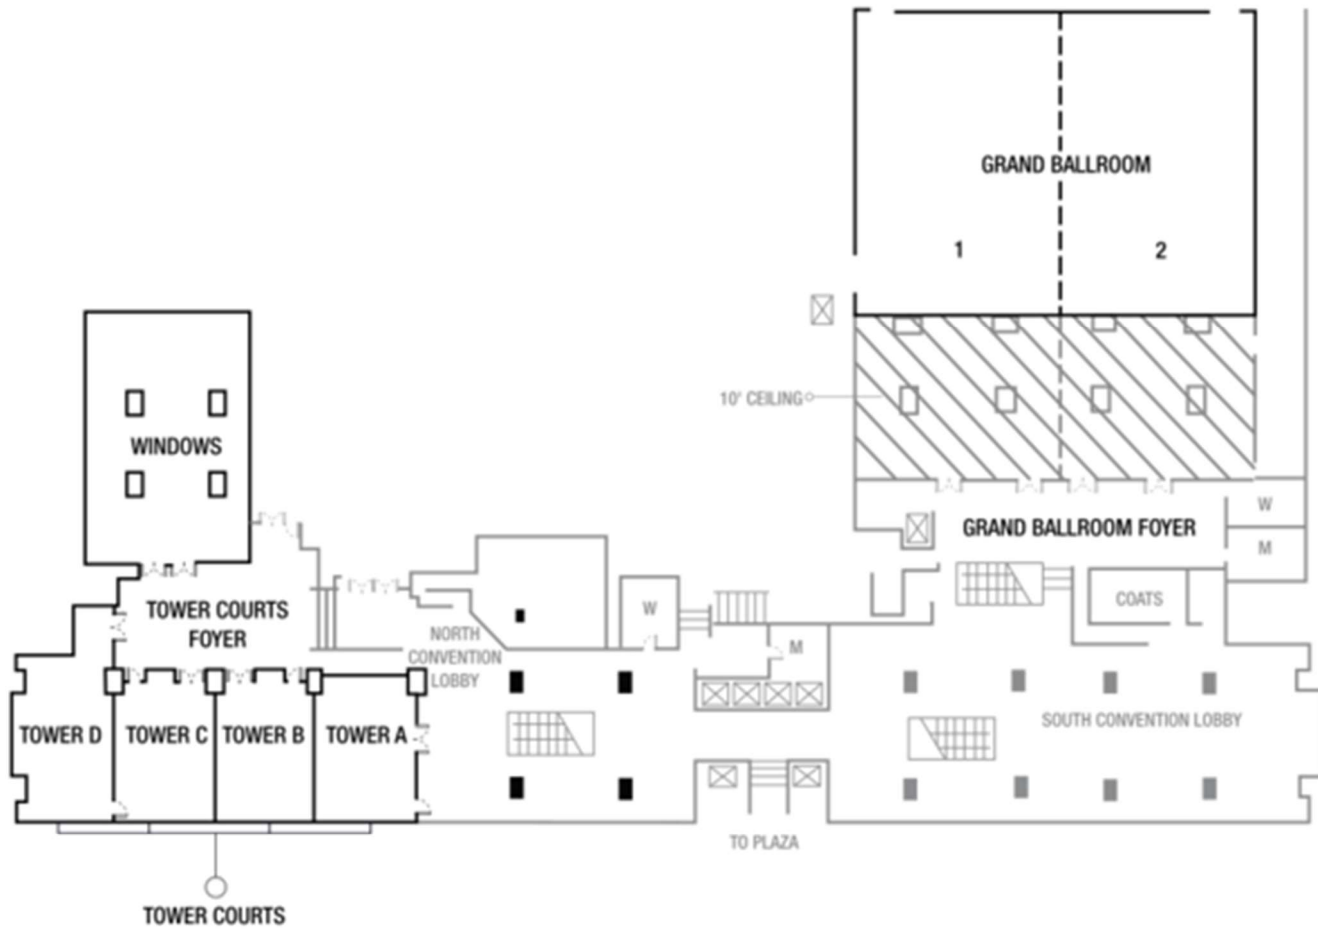 GRAND BALLROOM
1
2
10' CEILING
WINDOWS
W
GRAND BALLROOM FOYER
M
TOWER COURTS
FOYER
W
COATS
NORTH
CONVENTION
LOBBY
M
TOWER D
TOWER C
TOWER B
TOWER A
SOUTH CONVENTION LOBBY
TO PLAZA
TOWER COURTS